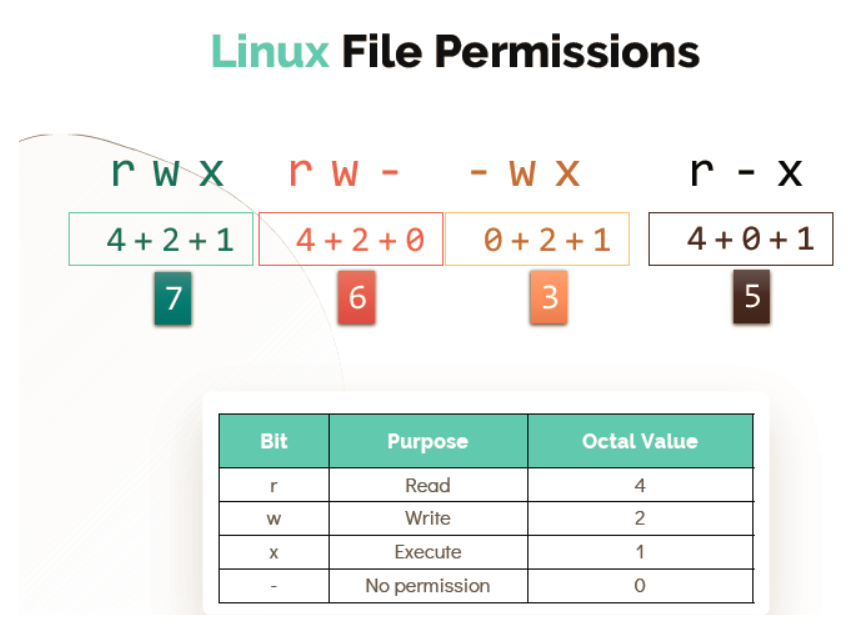 Linux File Permissions
r w x r w - - w x r - x
4+2+1 4+2+0 0+2+1 4+0+1
7 6 3 5
Bit Purpose Octal Value
r Read 4
w Write 2
x Execute 1
- No permission 0